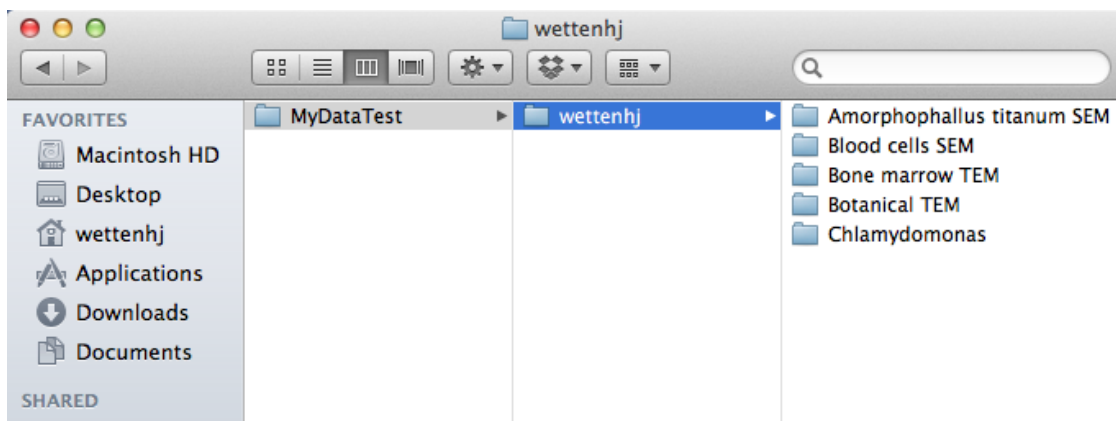 wettenhj
FAVORITES
Macintosh HD
Desktop
wettenhj
Applications
Downloads
Documents
SHARED
MyDataTest
wettenhj
Amorphophallus titanum SEM
Blood cells SEM
Bone marrow TEM
Botanical TEM
Chlamydomonas